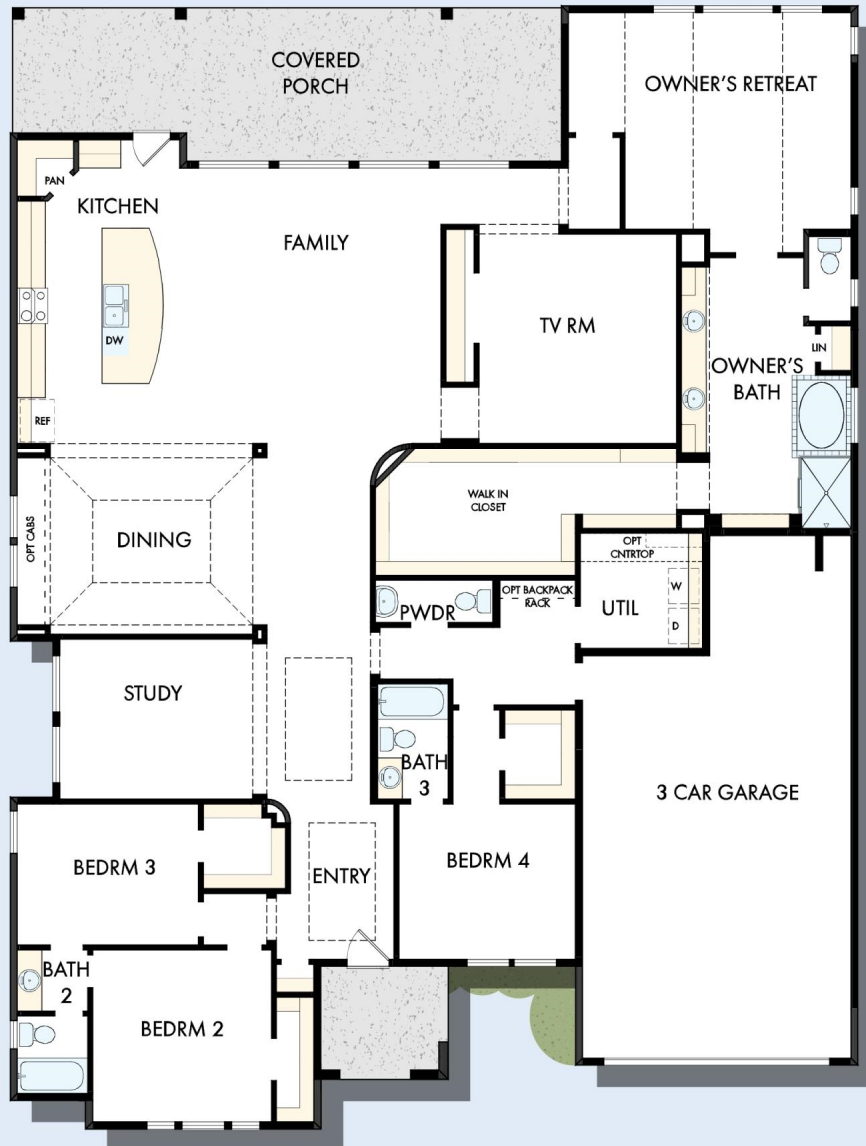 COVERED
PORCH
OWNER'S RETREAT
PAN
KITCHEN
FAMILY
TV RM
DW
LIN
OWNER'S
BATH
REF
WALK IN
CLOSET
OPT CABS
DINING
OPT
CNTRTOP
OPT BACKPACK
RACK
W
PWDR
UTIL
D
STUDY
BATH
3
3 CAR GARAGE
BEDRM 3
BEDRM 4
ENTRY
BATH
2
BEDRM 2